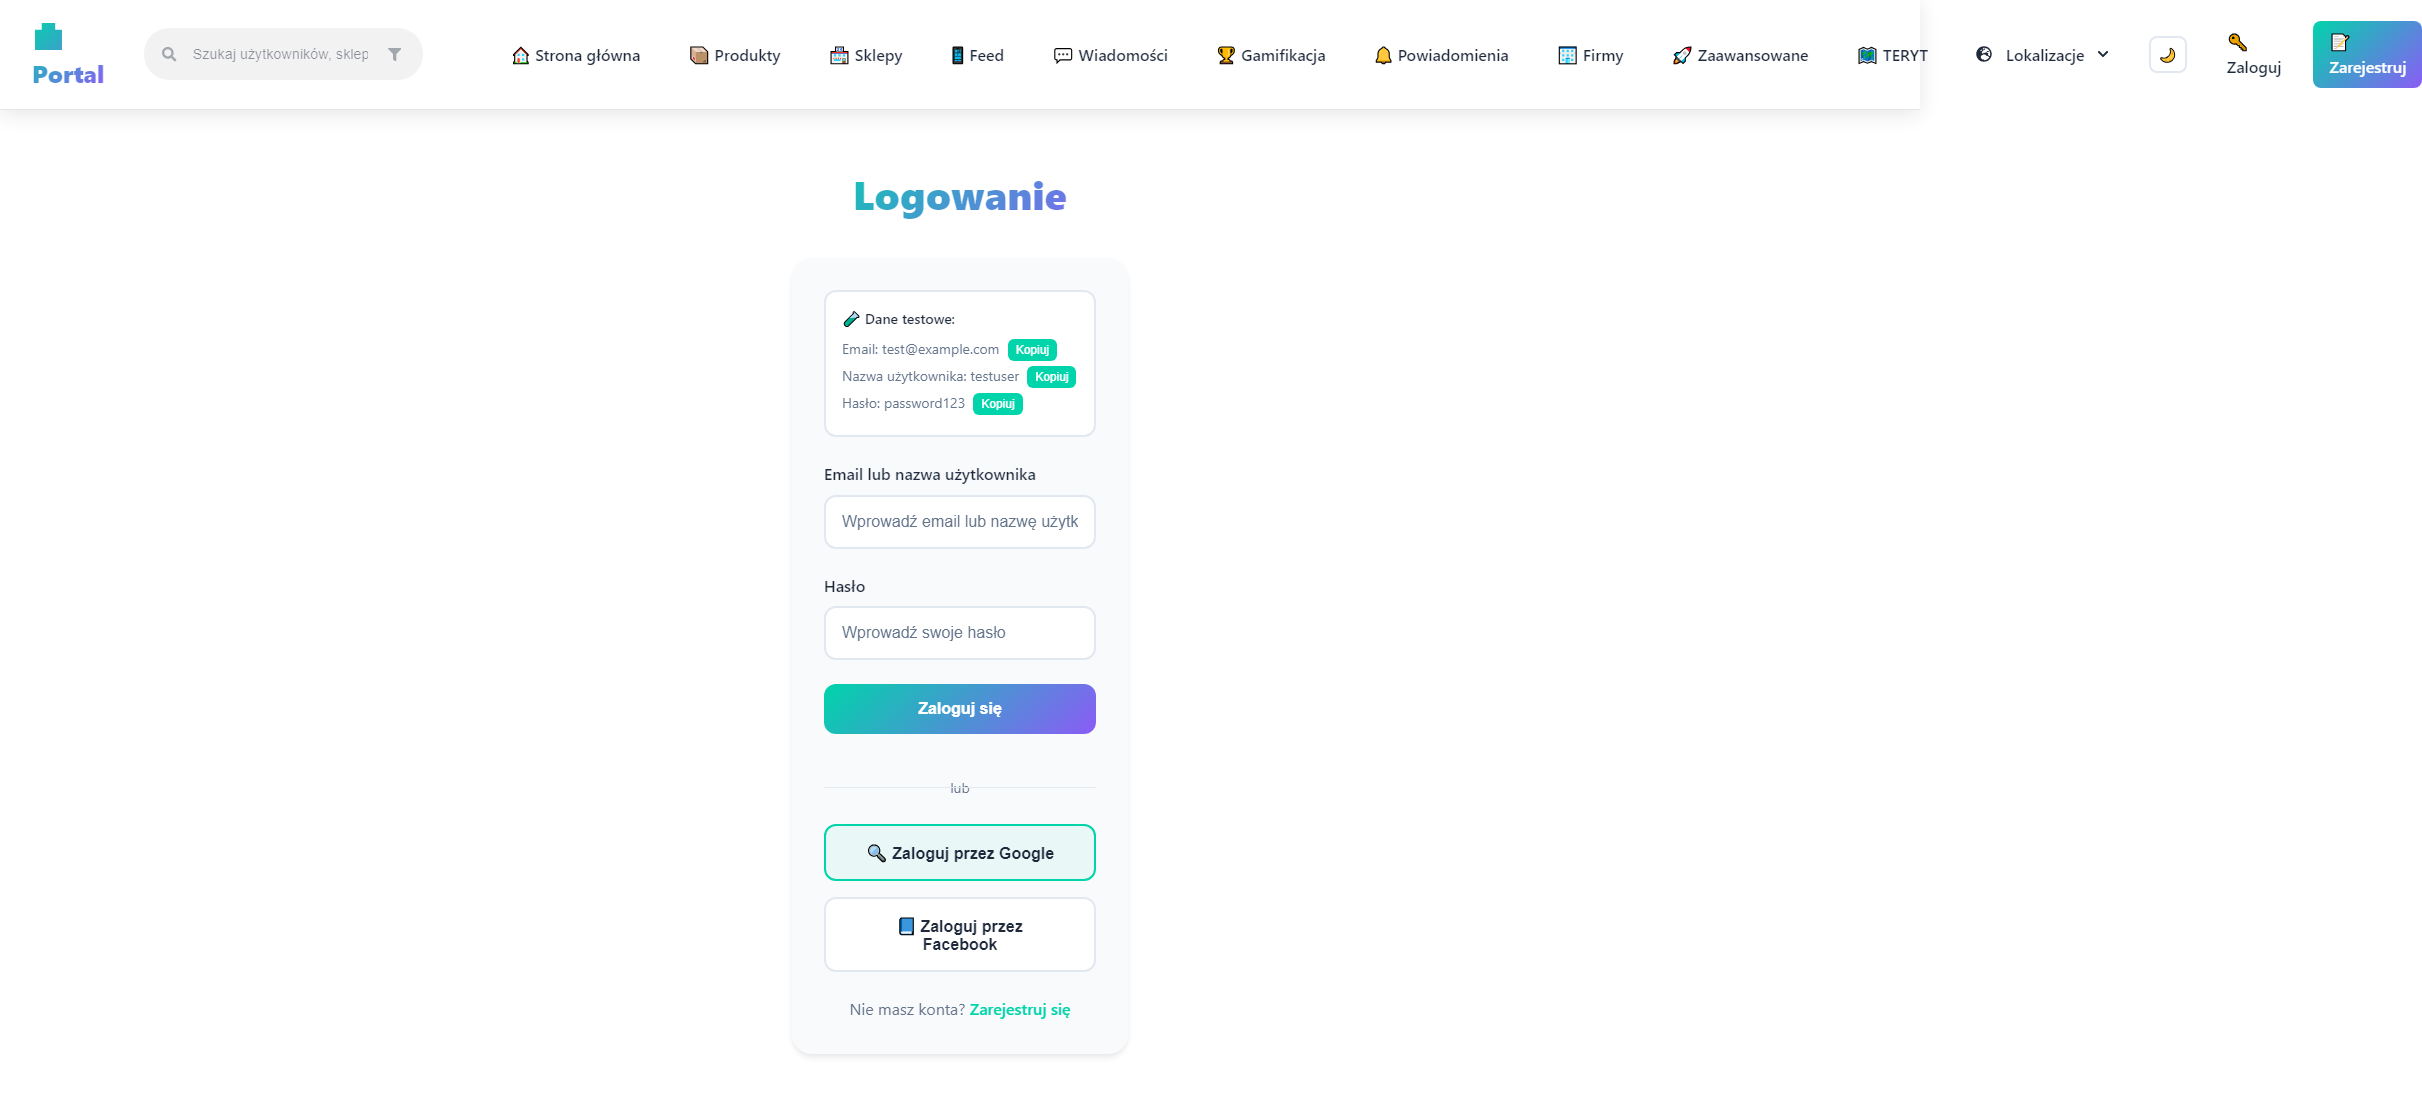 Portal
Szukaj użytkowników, sklep
Strona główna
Produkty
Sklepy
Feed
Wiadomości
Gamifikacja
Powiadomienia
Firmy
Zaawansowane
TERYT
Lokalizacje
Zaloguj
Zarejestruj
Logowanie
Dane testowe:
Email: test@example.com Kopiuj
Nazwa użytkownika: testuser Kopiuj
Hasło: password123 Kopiuj
Email lub nazwa użytkownika
Wprowadź email lub nazwę użytk
Hasło
Wprowadź swoje hasło
Zaloguj się
lub
Zaloguj przez Google
Zaloguj przez
Facebook
Nie masz konta? Zarejestruj się